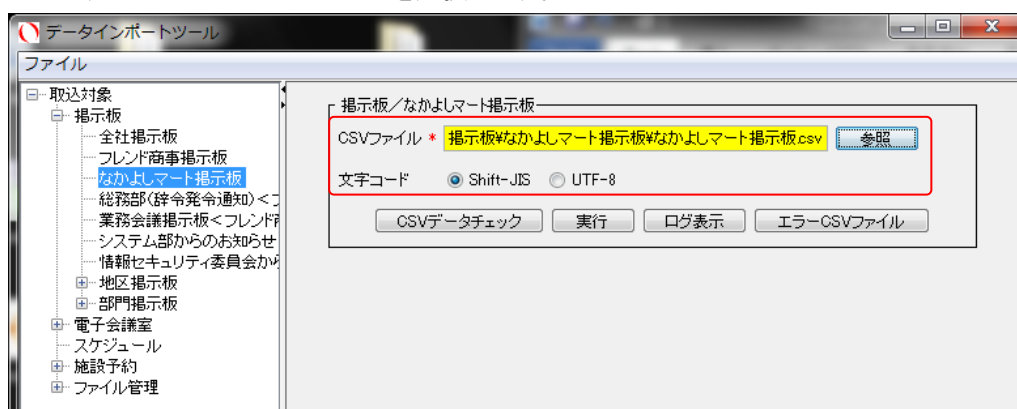 データインポートツール
ファイル
取込対象
掲示板
全社掲示板
フレンド商事掲示板
なかよしマート掲示板
総務部(辞令発令通知)<フ
業務会議掲示板<フレンド商
システム部からのお知らせ
情報セキュリティ委員会から
地区掲示板
部門掲示板
電子会議室
スケジュール
施設予約
ファイル管理
掲示板／なかよしマート掲示板
CSVファイル * 掲示板¥なかよしマート掲示板¥なかよしマート掲示板.csv 参照
文字コード Shift-JIS UTF-8
CSVデータチェック 実行 ログ表示 エラーCSVファイル